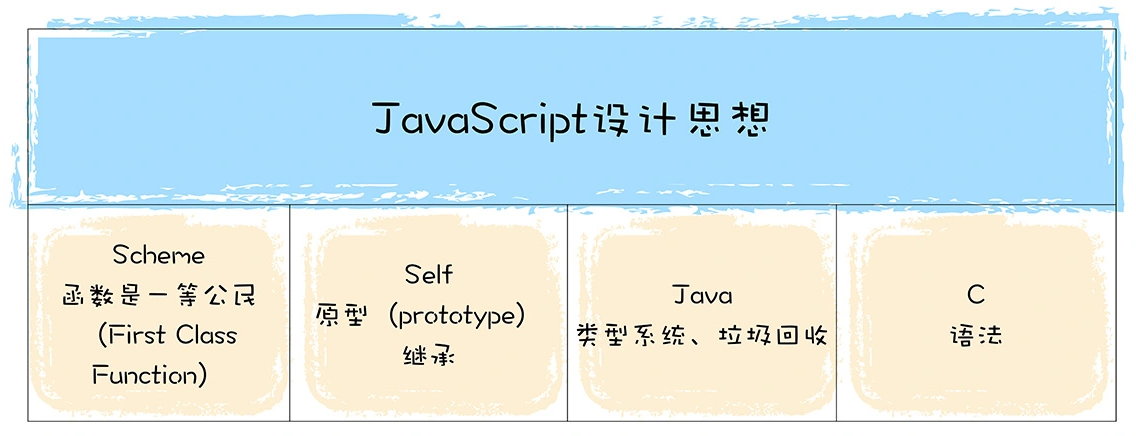 JavaScript设计思想
Scheme
函数是一等公民
(First Class
Function)
Self
原型 (prototype)
继承
Java
类型系统、垃圾回收
C
语法